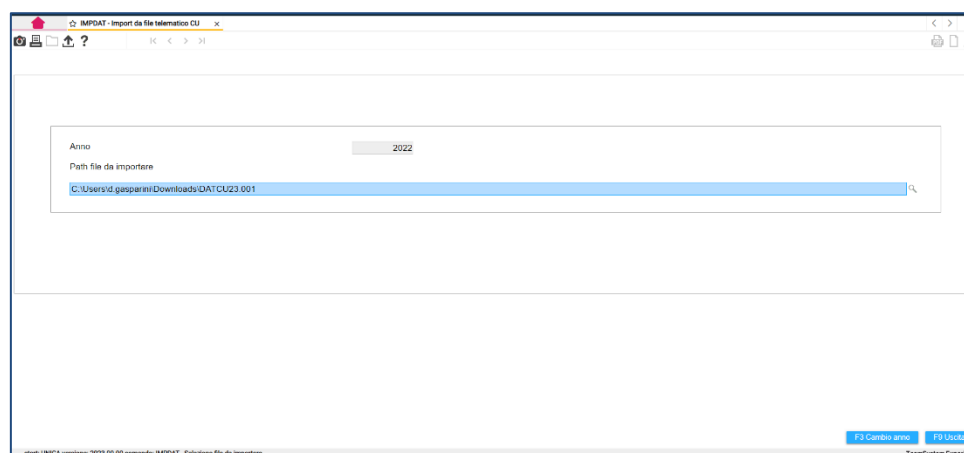 IMPDAT - Import da file telematico CU
Anno 2022
Path file da importare
C:\Users\d.gasparini\Downloads\DATCU23.001
F3 Cambio anno F9 Uscita